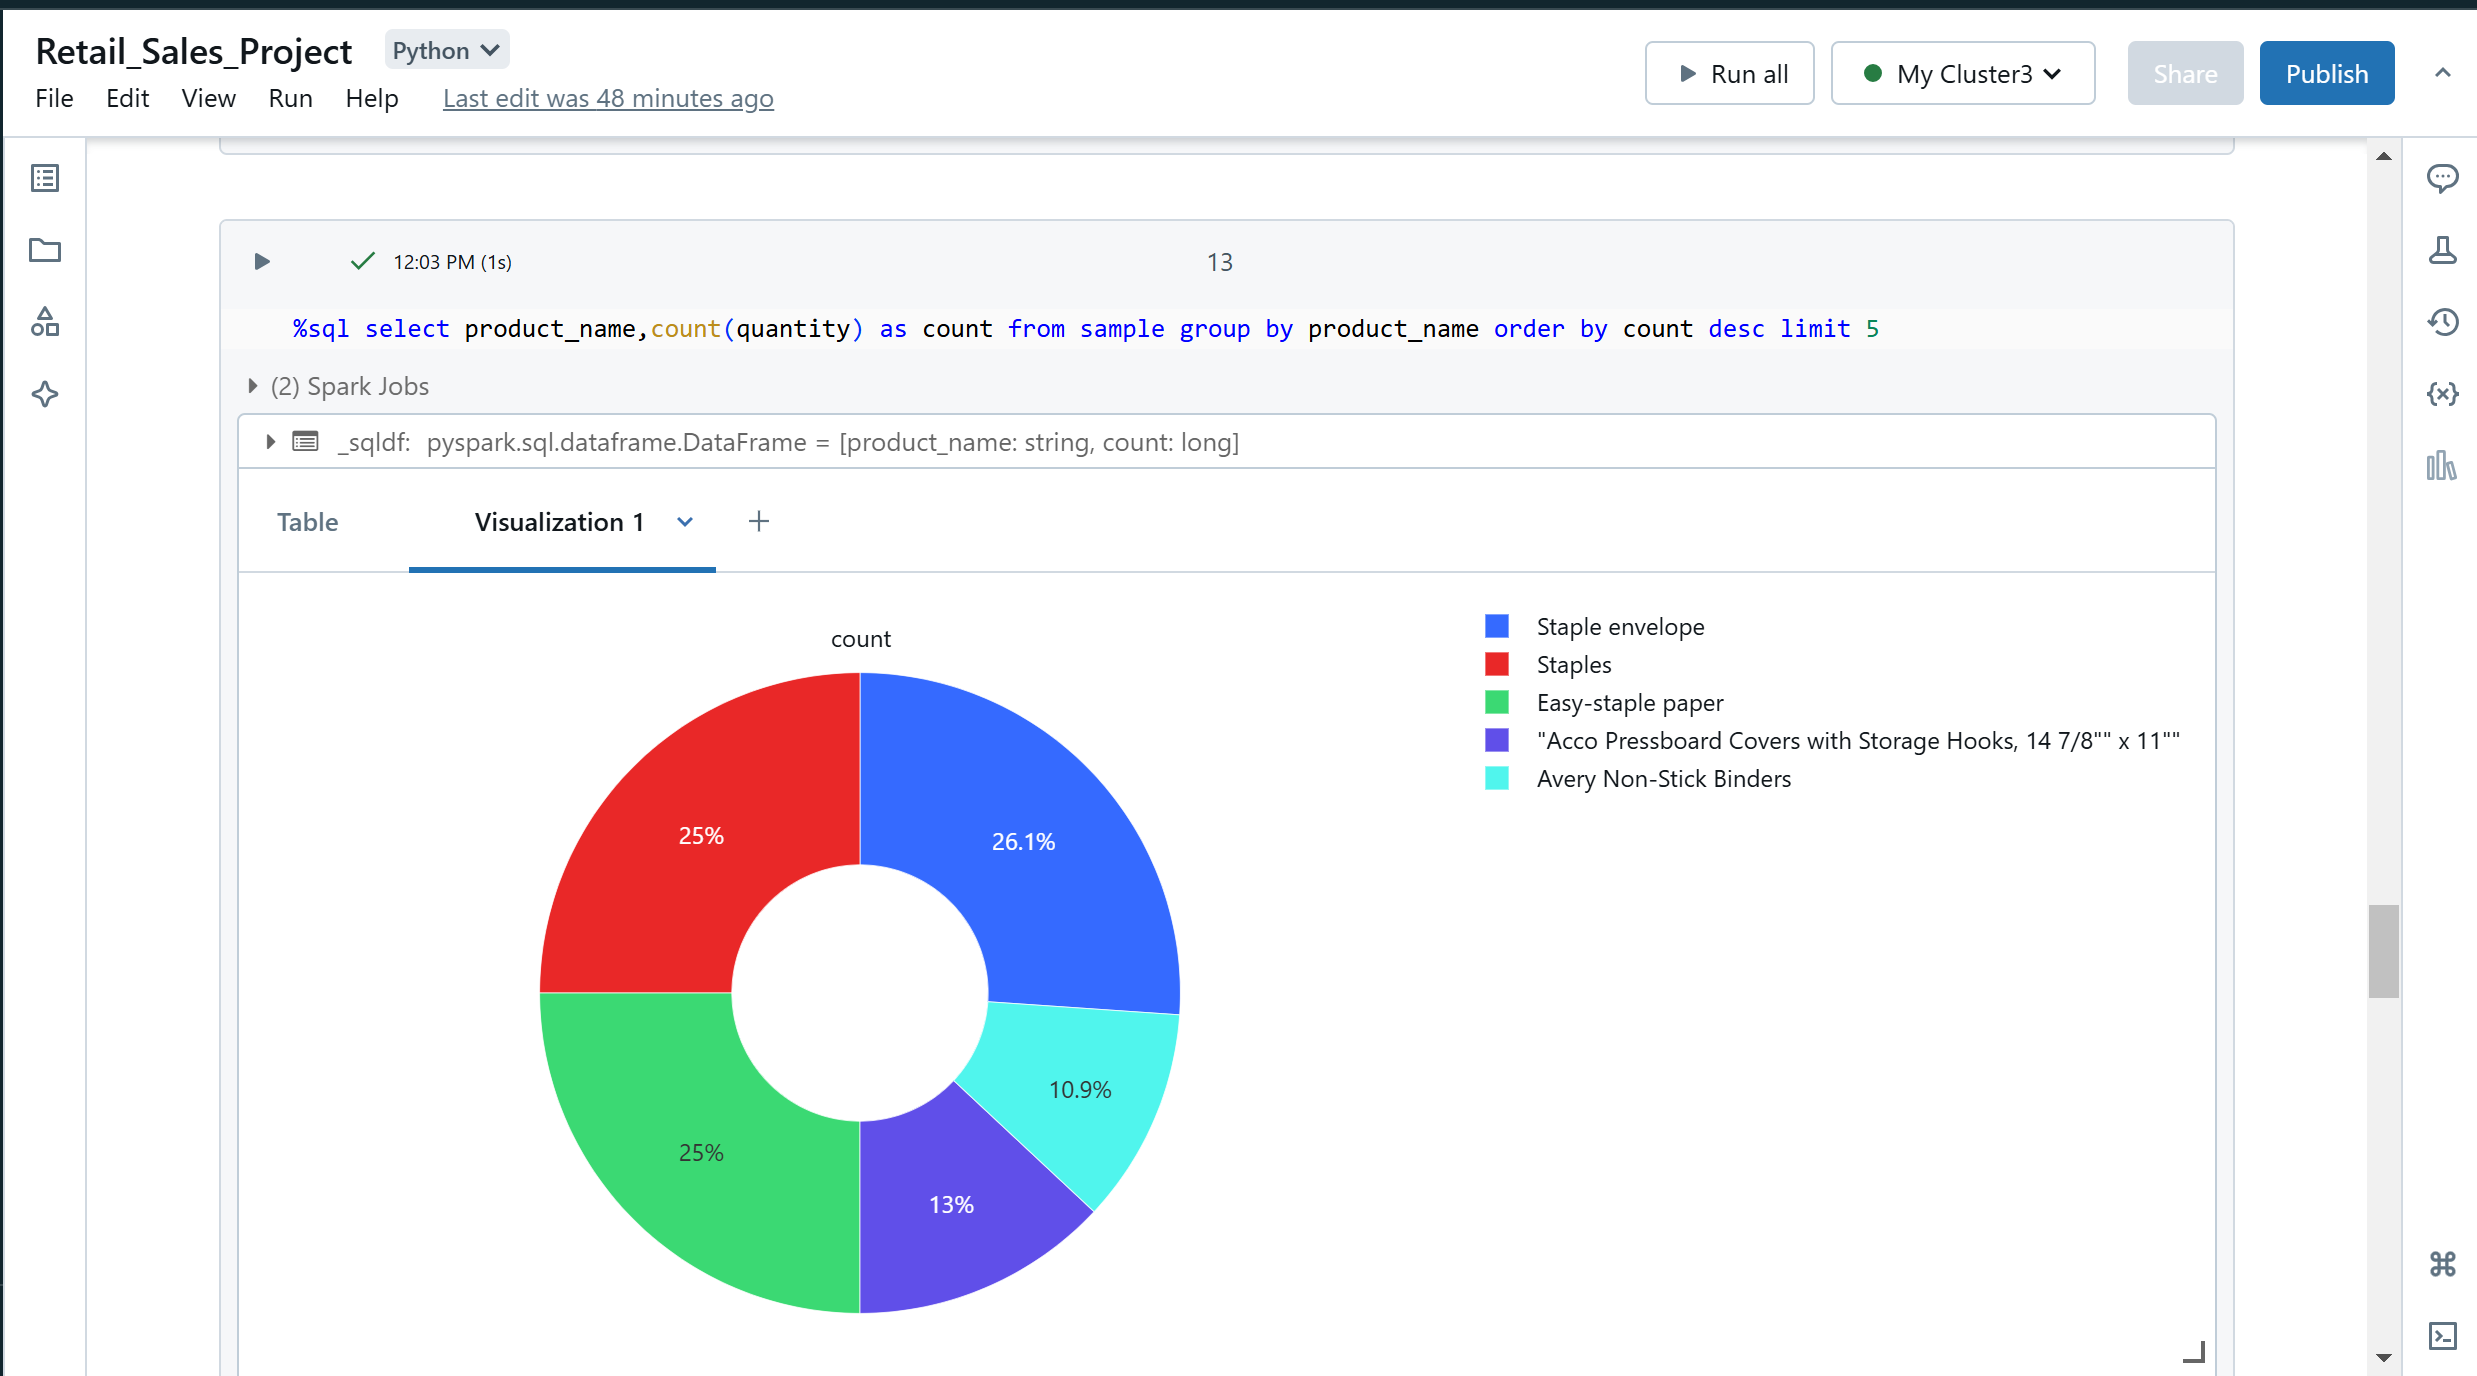 Retail_Sales_Project Python
File Edit View Run Help Last edit was 48 minutes ago
Run all My Cluster3 Share Publish
12:03 PM (1s) 13
%sql select product_name,count(quantity) as count from sample group by product_name order by count desc limit 5
(2) Spark Jobs
_sqldf: pyspark.sql.dataframe.DataFrame = [product_name: string, count: long]
Table Visualization 1
count
26.1%
25%
25%
13%
10.9%
Staple envelope
Staples
Easy-staple paper
"Acco Pressboard Covers with Storage Hooks, 14 7/8"" x 11""
Avery Non-Stick Binders